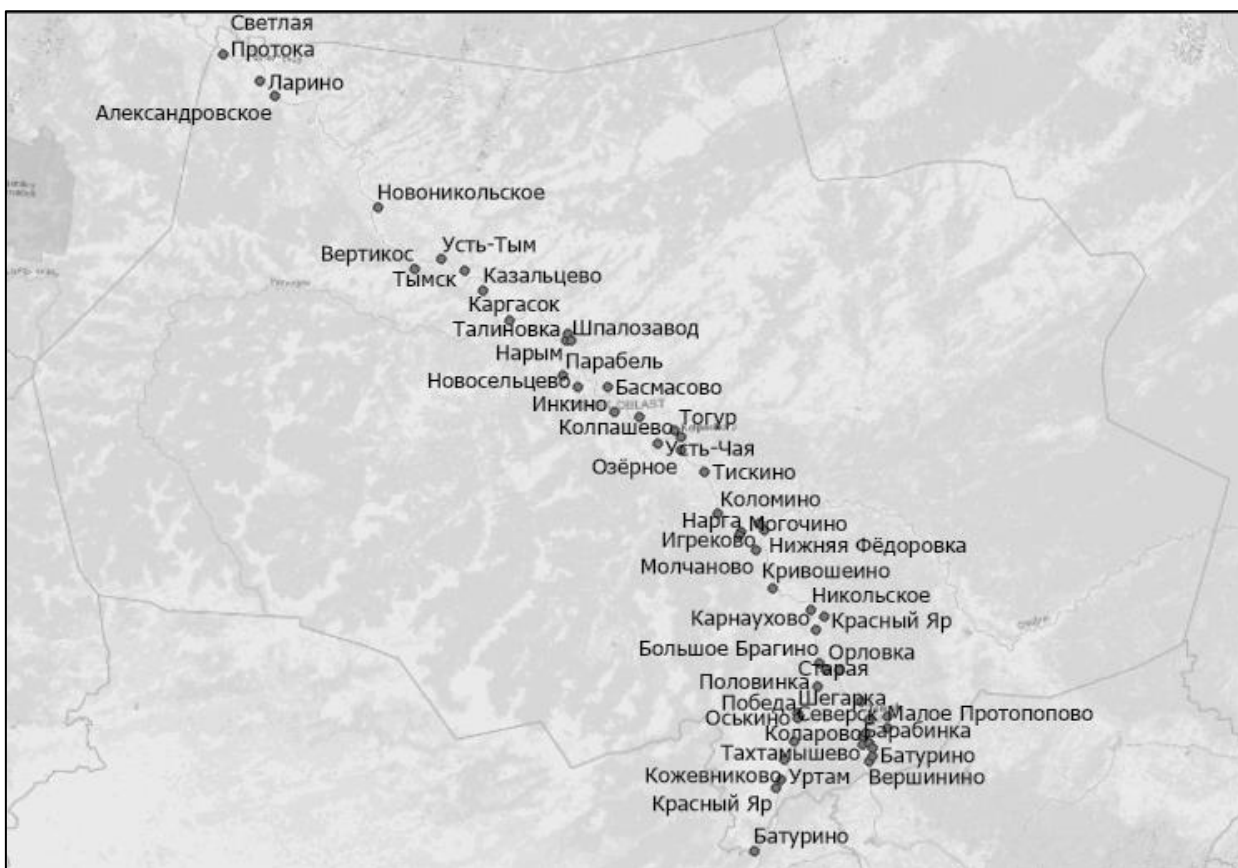 Светлая
Протока
Ларино
Александровское
Новоникольское
Усть-Тым
Вертикос
Тымск
Казальцево
Каргасок
Талиновка
Шпалозавод
Нарым
Парабель
Новосельцево
Басмасово
Инкино
OBLAST
Тогур
Колпашево
Усть-Чая
Озёрное
Тискино
Коломино
Нарга
Могочино
Игреково
Нижняя Фёдоровка
Молчаново
Кривошеино
Никольское
Карнаухово
Красный Яр
Большое Брагино
Орловка
Старая
Половинка
Шегарка
Победа
Оськино
Северск
Малое Протопопово
Коларово
Барабинка
Тахтамышево
Батурино
Кожевниково
Уртам
Вершинино
Красный Яр
Батурино